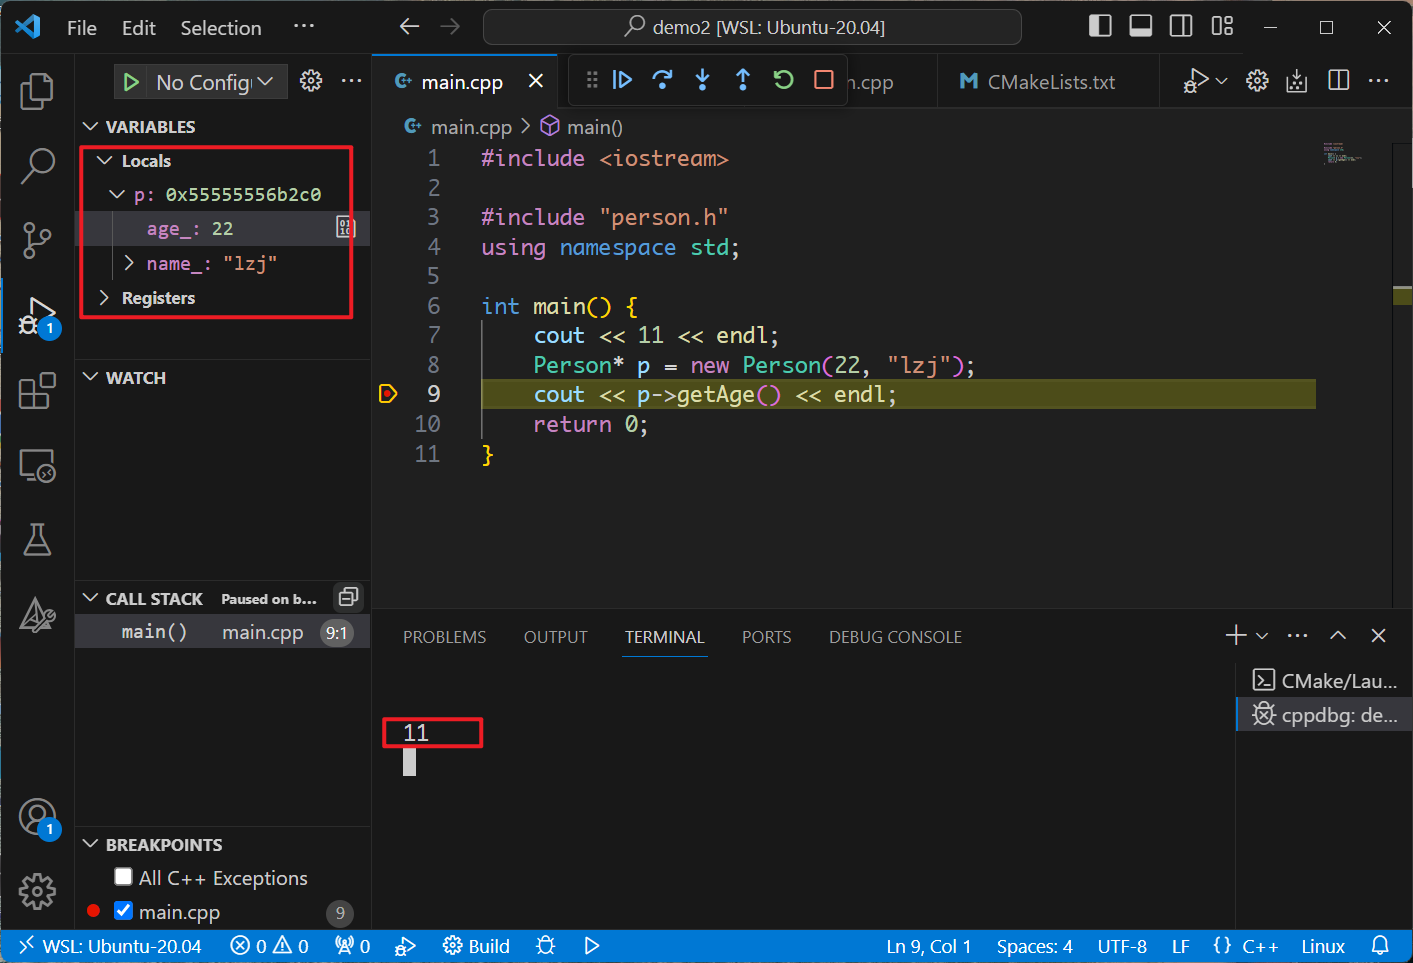 File Edit Selection ··· demo2 [WSL: Ubuntu-20.04]
No Config
main.cpp
n.cpp
CMakeLists.txt
VARIABLES
Locals
p: 0x55555556b2c0
age_: 22
name_: "lzj"
Registers
WATCH
CALL STACK Paused on b...
main() main.cpp 9:1
BREAKPOINTS
All C++ Exceptions
main.cpp 9
1
1
main.cpp > main()
1 #include <iostream>
2
3 #include "person.h"
4 using namespace std;
5
6 int main() {
7 cout << 11 << endl;
8 Person* p = new Person(22, "lzj");
9 cout << p->getAge() << endl;
10 return 0;
11 }
PROBLEMS OUTPUT TERMINAL PORTS DEBUG CONSOLE
11
CMake/Lau...
cppdbg: de...
WSL: Ubuntu-20.04 0 0 0 Build Ln 9, Col 1 Spaces: 4 UTF-8 LF {} C++ Linux